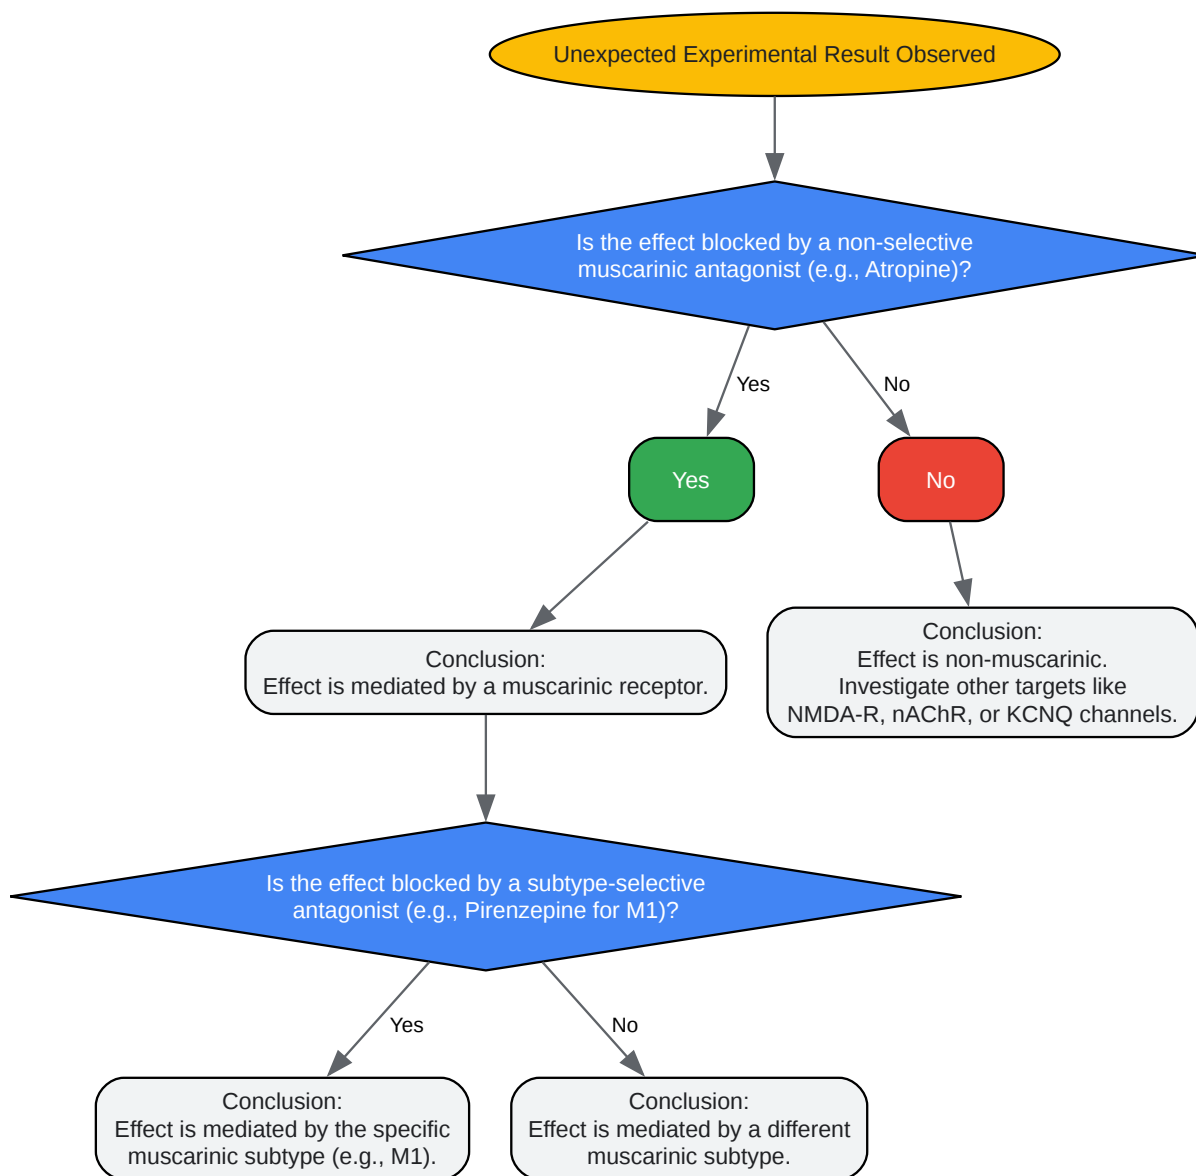 Unexpected Experimental Result Observed
Is the effect blocked by a non-selective
muscarinic antagonist (e.g., Atropine)?
Yes
No
Yes
No
Conclusion:
Effect is mediated by a muscarinic receptor.
Conclusion:
Effect is non-muscarinic.
Investigate other targets like
NMDA-R, nAChR, or KCNQ channels.
Is the effect blocked by a subtype-selective
antagonist (e.g., Pirenzepine for M1)?
Yes
No
Conclusion:
Effect is mediated by the specific
muscarinic subtype (e.g., M1).
Conclusion:
Effect is mediated by a different
muscarinic subtype.